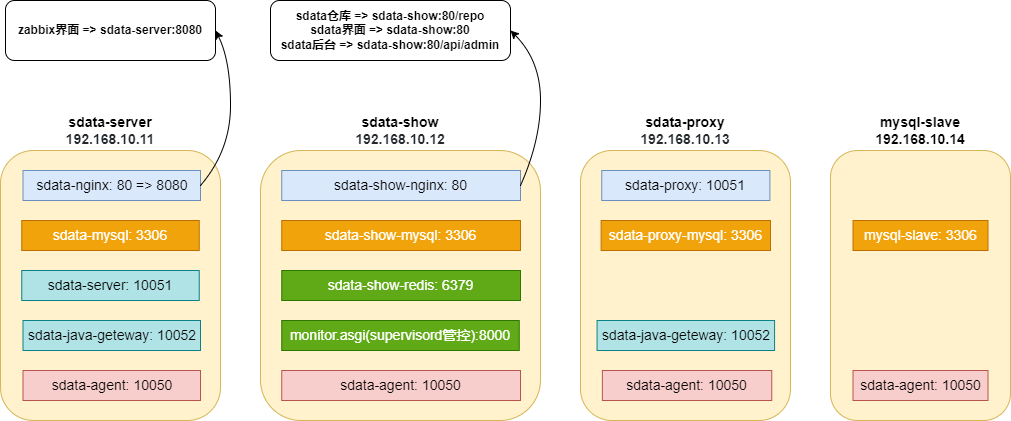 zabbix界面 => sdata-server:8080
sdata仓库 => sdata-show:80/repo
sdata界面 => sdata-show:80
sdata后台 => sdata-show:80/api/admin
sdata-server
192.168.10.11
sdata-nginx: 80 => 8080
sdata-mysql: 3306
sdata-server: 10051
sdata-java-geteway: 10052
sdata-agent: 10050
sdata-show
192.168.10.12
sdata-show-nginx: 80
sdata-show-mysql: 3306
sdata-show-redis: 6379
monitor.asgi(supervisord管控):8000
sdata-agent: 10050
sdata-proxy
192.168.10.13
sdata-proxy: 10051
sdata-proxy-mysql: 3306
sdata-java-geteway: 10052
sdata-agent: 10050
mysql-slave
192.168.10.14
mysql-slave: 3306
sdata-agent: 10050